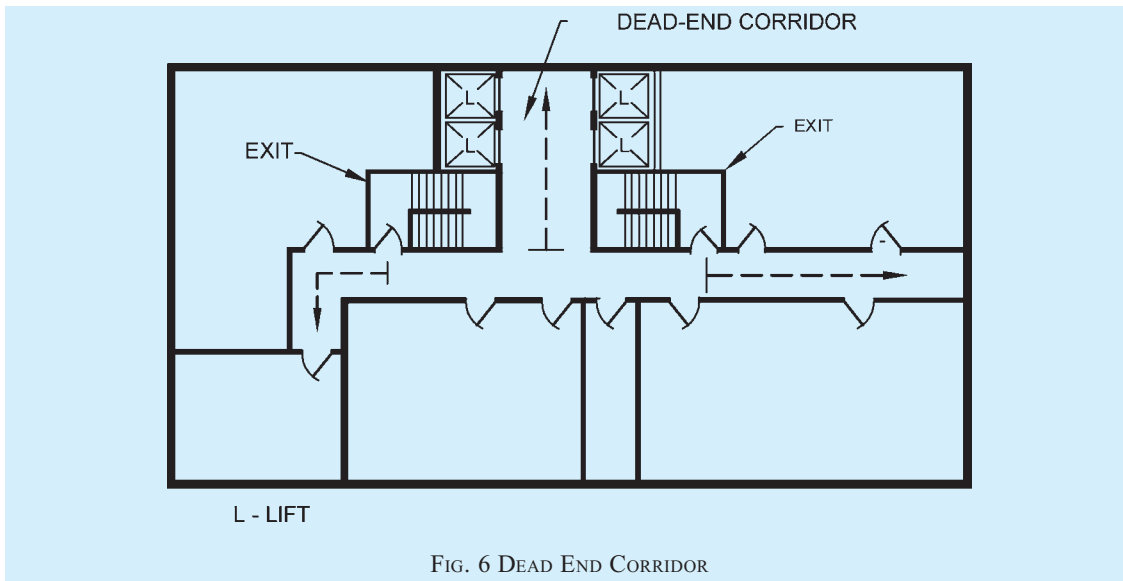 DEAD-END CORRIDOR
L
L
L
L
EXIT
EXIT
L - LIFT
FIG. 6 DEAD END CORRIDOR